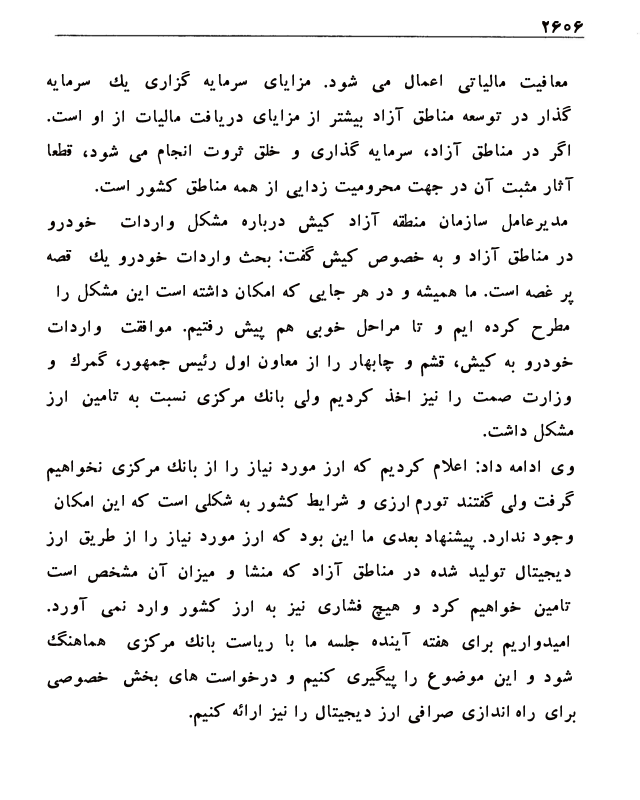 ۲۶۰۶
معافیت مالیاتی اعمال می شود. مزایای سرمایه گزاری یك سرمایه
گذار در توسعه مناطق آزاد بیشتر از مزایای دریافت مالیات از او است.
اگر در مناطق آزاد، سرمایه گذاری و خلق ثروت انجام می شود، قطعا
آثار مثبت آن در جهت محرومیت زدایی از همه مناطق کشور است.
مدیرعامل سازمان منطقه آزاد کیش درباره مشکل واردات خودرو
در مناطق آزاد و به خصوص کیش گفت: بحث واردات خودرو یك قصه
پر غصه است. ما همیشه و در هر جایی که امکان داشته است این مشکل را
مطرح کرده ایم و تا مراحل خوبی هم پیش رفتیم. موافقت واردات
خودرو به کیش، قشم و چابهار را از معاون اول رئیس جمهور، گمرك و
وزارت صمت را نیز اخذ کردیم ولی بانك مرکزی نسبت به تامین ارز
مشکل داشت.
وی ادامه داد: اعلام کردیم که ارز مورد نیاز را از بانك مرکزی نخواهیم
گرفت ولی گفتند تورم ارزی و شرایط کشور به شکلی است که این امکان
وجود ندارد. پیشنهاد بعدی ما این بود که ارز مورد نیاز را از طریق ارز
دیجیتال تولید شده در مناطق آزاد که منشا و میزان آن مشخص است
تامین خواهیم کرد و هیچ فشاری نیز به ارز کشور وارد نمی آورد.
امیدواریم برای هفته آینده جلسه ما با ریاست بانك مرکزی هماهنگ
شود و این موضوع را پیگیری کنیم و درخواست های بخش خصوصی
برای راه اندازی صرافی ارز دیجیتال را نیز ارائه کنیم.